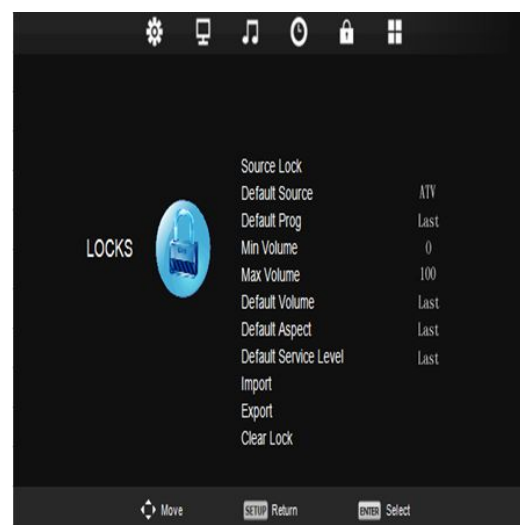 LOCKS
Source Lock
Default Source ATV
Default Prog Last
Min Volume 0
Max Volume 100
Default Volume Last
Default Aspect Last
Default Service Level Last
Import
Export
Clear Lock
Move SETUP Return ENTER Select